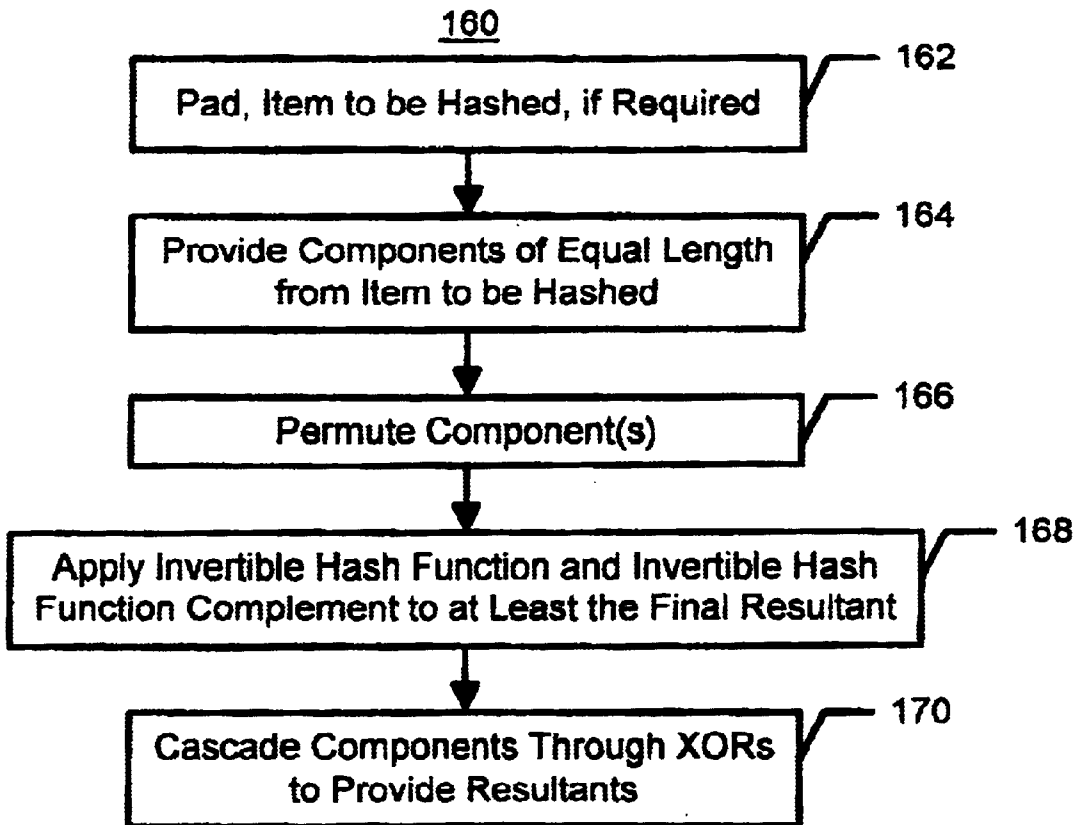 160
162
Pad, Item to be Hashed, if Required
164
Provide Components of Equal Length
from Item to be Hashed
166
Permute Component(s)
168
Apply Invertible Hash Function and Invertible Hash
Function Complement to at Least the Final Resultant
170
Cascade Components Through XORs
to Provide Resultants